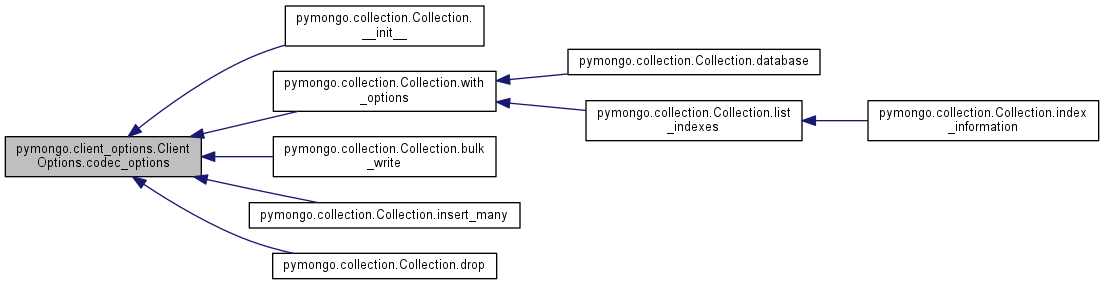 pymongo.collection.Collection.
__init__
pymongo.collection.Collection.with
_options
pymongo.collection.Collection.database
pymongo.collection.Collection.list
_indexes
pymongo.collection.Collection.index
_information
pymongo.client_options.Client
Options.codec_options
pymongo.collection.Collection.bulk
_write
pymongo.collection.Collection.insert_many
pymongo.collection.Collection.drop